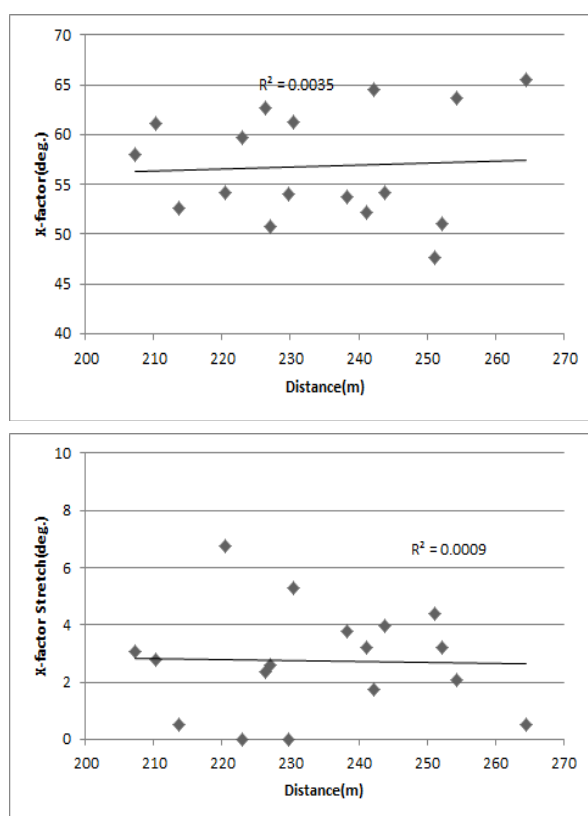 70
65
60
55
50
45
40
R² = 0.0035
X-factor(deg.)
200 210 220 230 240 250 260 270
Distance(m)
10
8
6
4
2
0
R² = 0.0009
X-factor Stretch(deg.)
200 210 220 230 240 250 260 270
Distance(m)